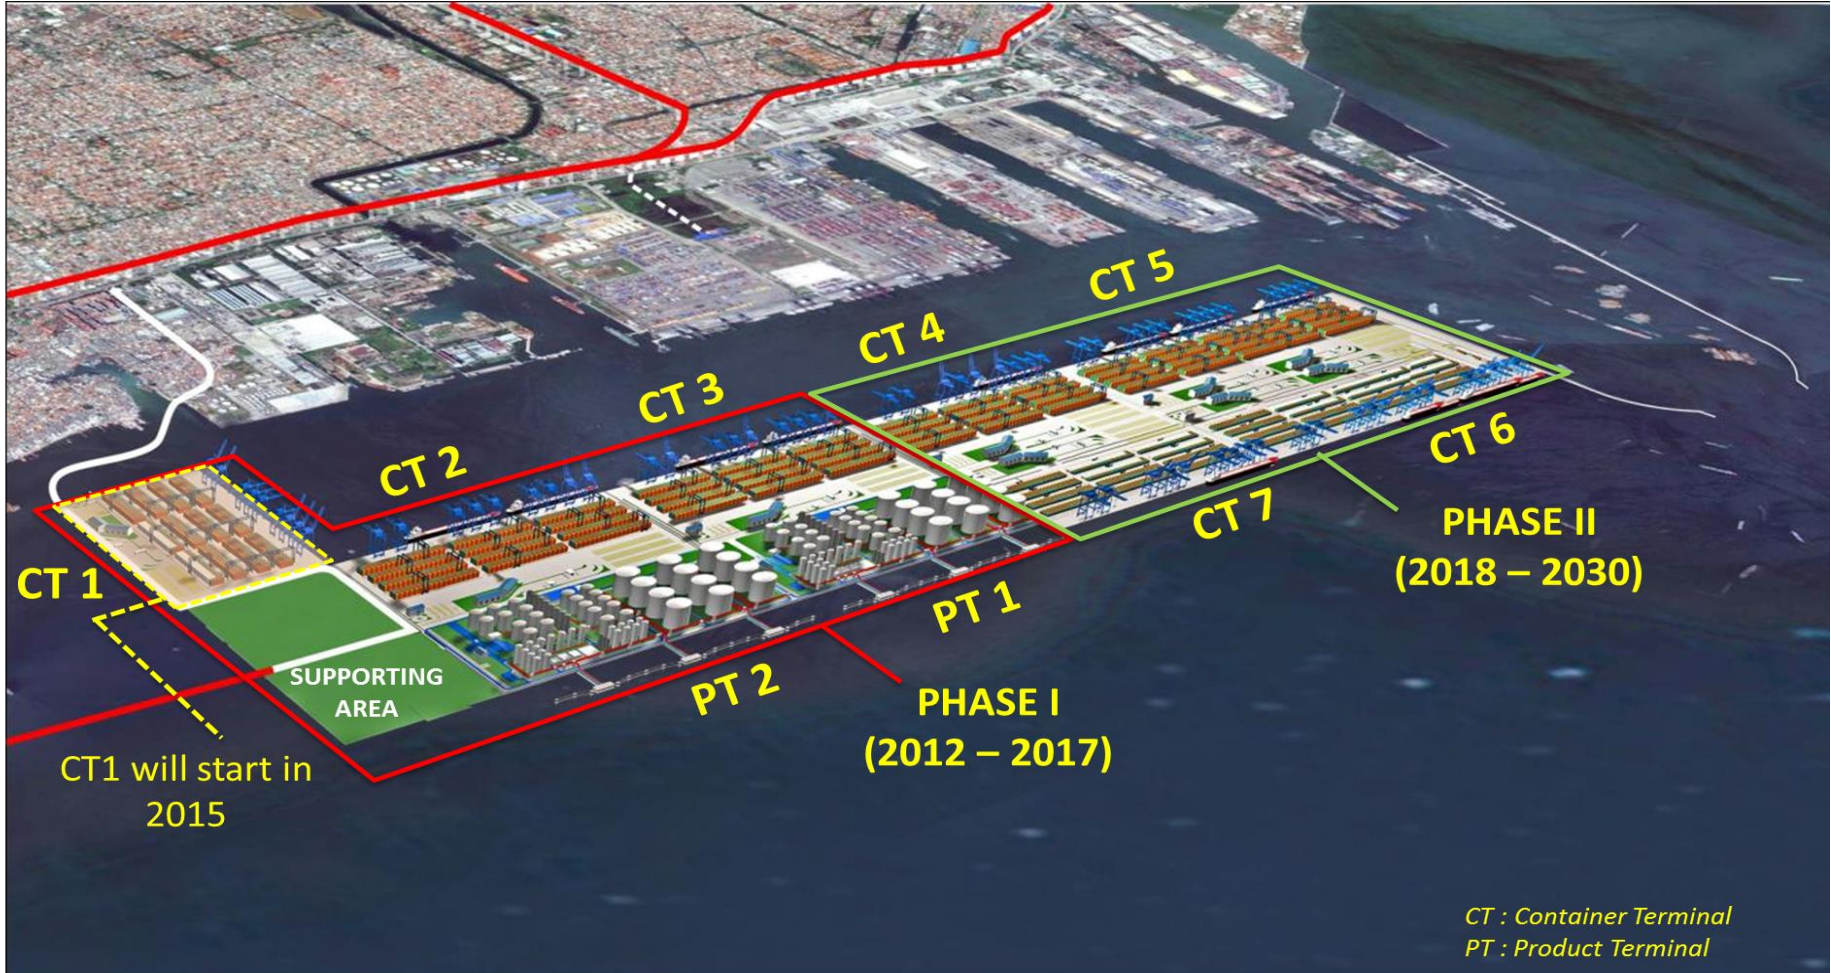 CT 5
CT 4
CT 3
CT 2
CT 1
CT 6
CT 7
PHASE II
(2018 – 2030)
PT 1
PT 2
PHASE I
(2012 – 2017)
SUPPORTING
AREA
CT1 will start in
2015
CT : Container Terminal
PT : Product Terminal